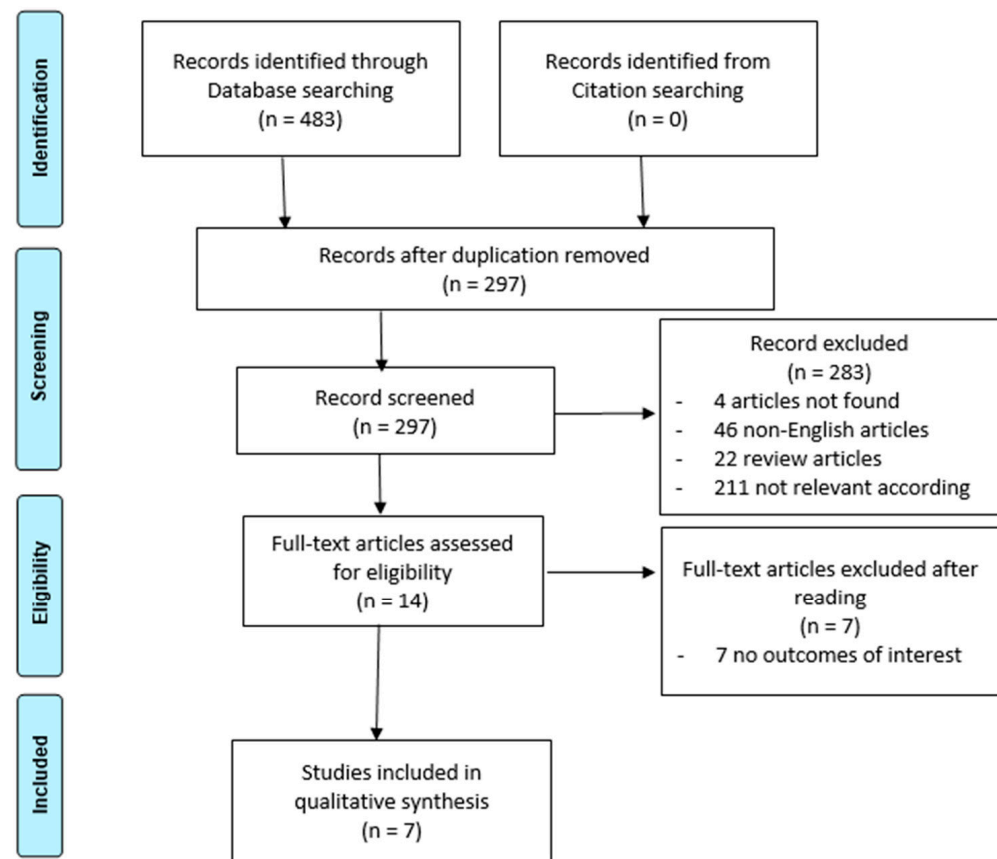 Identification
Records identified through
Database searching
(n = 483)
Records identified from
Citation searching
(n = 0)
Records after duplication removed
(n = 297)
Screening
Record screened
(n = 297)
Record excluded
(n = 283)
- 4 articles not found
- 46 non-English articles
- 22 review articles
- 211 not relevant according
Eligibility
Full-text articles assessed
for eligibility
(n = 14)
Full-text articles excluded after
reading
(n = 7)
- 7 no outcomes of interest
Included
Studies included in
qualitative synthesis
(n = 7)